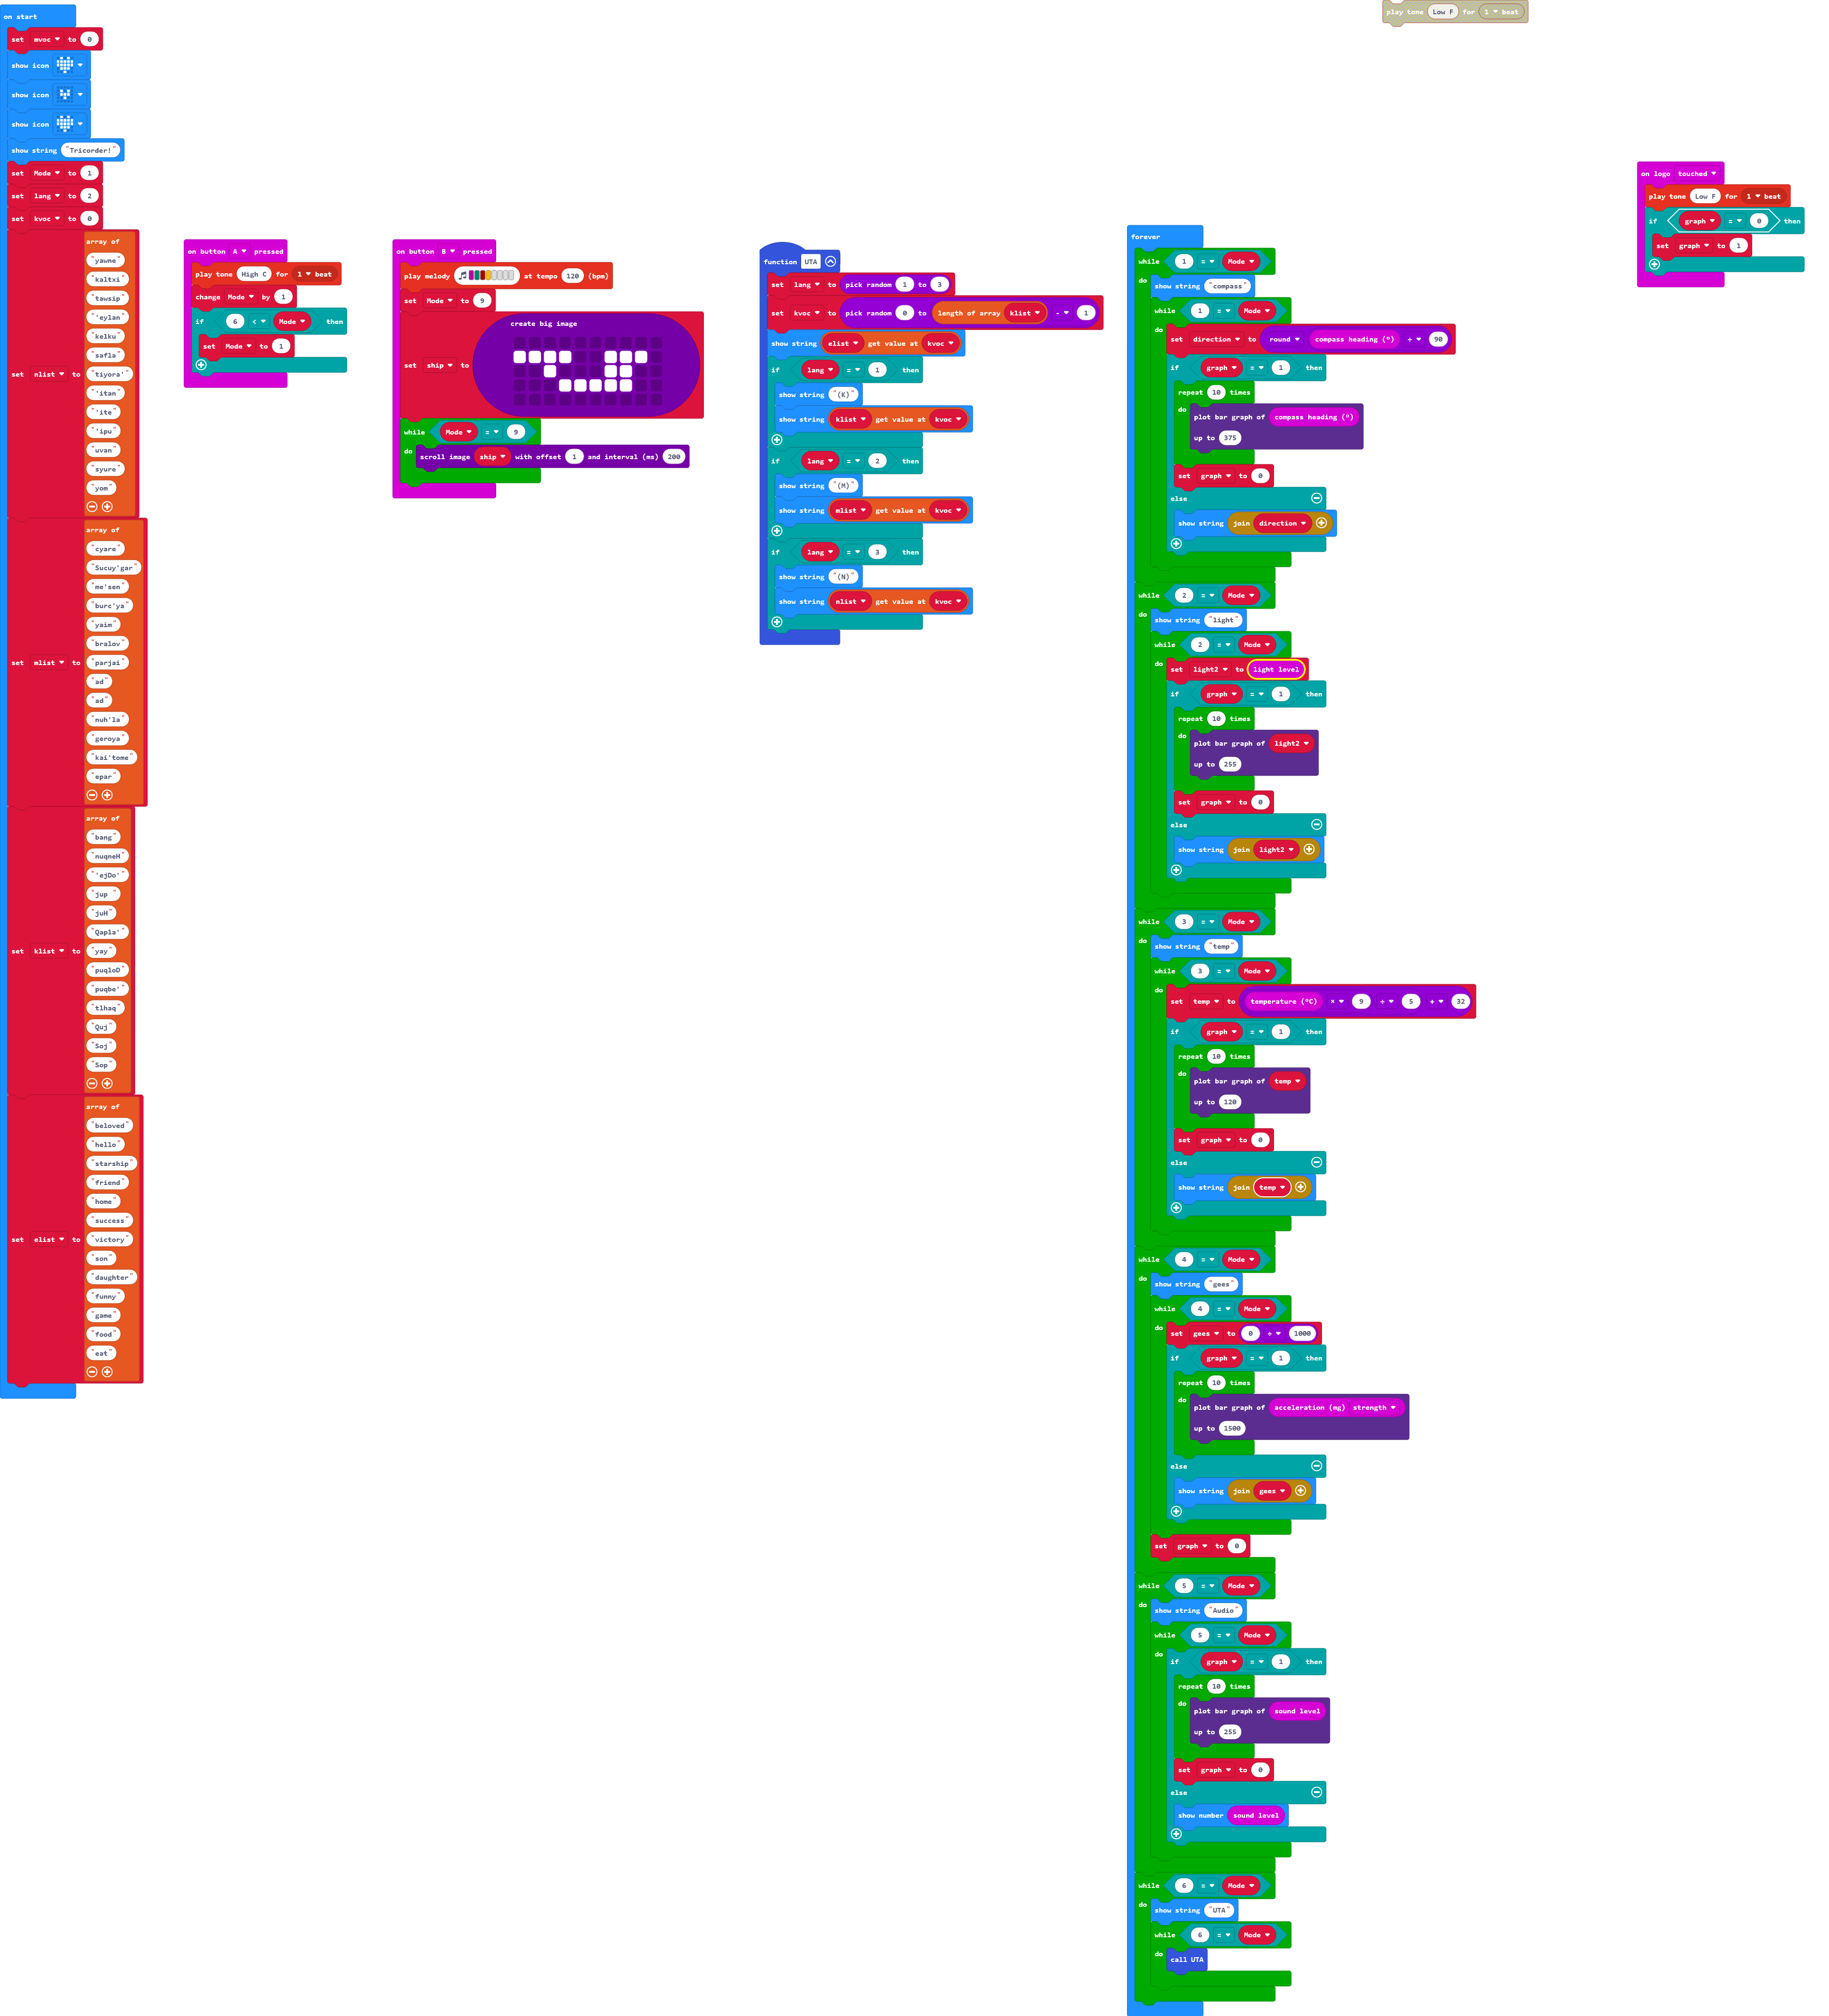 on start
set mvoc to 0
show icon
show icon
show icon
show string "Tricorder!"
set Mode to 1
set lang to 2
set kvoc to 0
set nlist to
array of
"yawne"
"kaltxi"
"tawsip"
"'eylan"
"kelku"
"safla"
"tiyora'"
"'itan"
"'ite"
"'ipu"
"uvan"
"syure"
"yom"
set mlist to
array of
"cyare"
"Sucuy'gar"
"me'sen"
"burc'ya"
"yaim"
"bralov"
"parjai"
"ad"
"ad"
"nuh'la"
"geroya"
"kai'tome"
"epar"
set klist to
array of
"bang"
"nuqneH"
"'ejDo'"
"jup"
"juH"
"Qapla'"
"yay"
"puqloD"
"puqbe'"
"tlhaq"
"Quj"
"Soj"
"Sop"
set elist to
array of
"beloved"
"hello"
"starship"
"friend"
"home"
"success"
"victory"
"son"
"daughter"
"funny"
"game"
"food"
"eat"
on button A pressed
play tone High C for 1 beat
change Mode by 1
if 6 < Mode then
set Mode to 1
on button B pressed
play melody at tempo 120 (bpm)
set Mode to 9
set ship to
create big image
while Mode = 9
do scroll image ship with offset 1 and interval (ms) 200
function UTA
set lang to pick random 1 to 3
set kvoc to pick random 0 to length of array klist - 1
show string elist get value at kvoc
if lang = 1 then
show string "(K)"
show string klist get value at kvoc
if lang = 2 then
show string "(M)"
show string mlist get value at kvoc
if lang = 3 then
show string "(N)"
show string nlist get value at kvoc
forever
while 1 = Mode
do show string "compass"
while 1 = Mode
do set direction to round compass heading (°) ÷ 90
if graph = 1 then
repeat 10 times
do plot bar graph of compass heading (°)
up to 375
set graph to 0
else
show string join direction
while 2 = Mode
do show string "light"
while 2 = Mode
do set light2 to light level
if graph = 1 then
repeat 10 times
do plot bar graph of light2
up to 255
set graph to 0
else
show string join light2
while 3 = Mode
do show string "temp"
while 3 = Mode
do set temp to temperature (°C) × 9 ÷ 5 + 32
if graph = 1 then
repeat 10 times
do plot bar graph of temp
up to 120
set graph to 0
else
show string join temp
while 4 = Mode
do show string "gees"
while 4 = Mode
do set gees to 0 ÷ 1000
if graph = 1 then
repeat 10 times
do plot bar graph of acceleration (mg) strength
up to 1500
else
show string join gees
set graph to 0
while 5 = Mode
do show string "Audio"
while 5 = Mode
do if graph = 1 then
repeat 10 times
do plot bar graph of sound level
up to 255
set graph to 0
else
show number sound level
while 6 = Mode
do show string "UTA"
while 6 = Mode
do call UTA
play tone Low F for 1 beat
on logo touched
play tone Low F for 1 beat
if graph = 0 then
set graph to 1